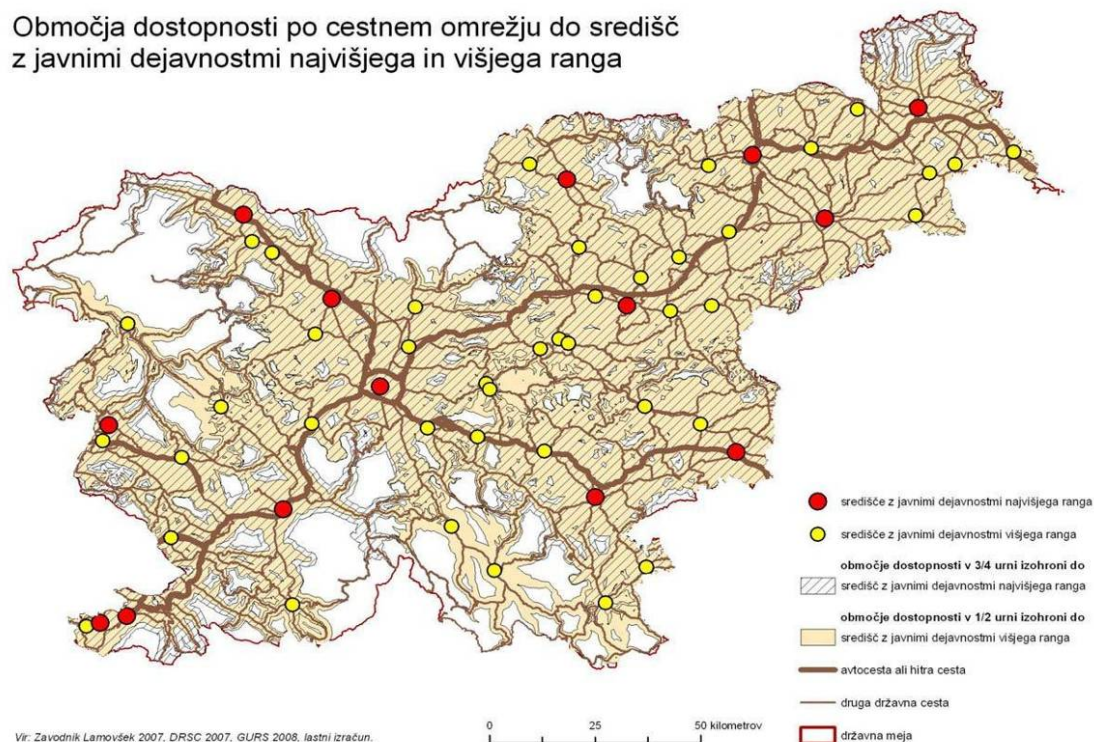 Območja dostopnosti po cestnem omrežju do središč
z javnimi dejavnostmi najvišjega in višjega ranga
središče z javnimi dejavnostmi najvišjega ranga
središče z javnimi dejavnostmi višjega ranga
območje dostopnosti v 3/4 urni izohroni do
središč z javnimi dejavnostmi najvišjega ranga
območje dostopnosti v 1/2 urni izohroni do
središč z javnimi dejavnostmi višjega ranga
avtocesta ali hitra cesta
druga državna cesta
državna meja
0 25 50 kilometrov
Vir: Zavodnik Lamovšek 2007, DRSC 2007, GURS 2008, lastni izračun.